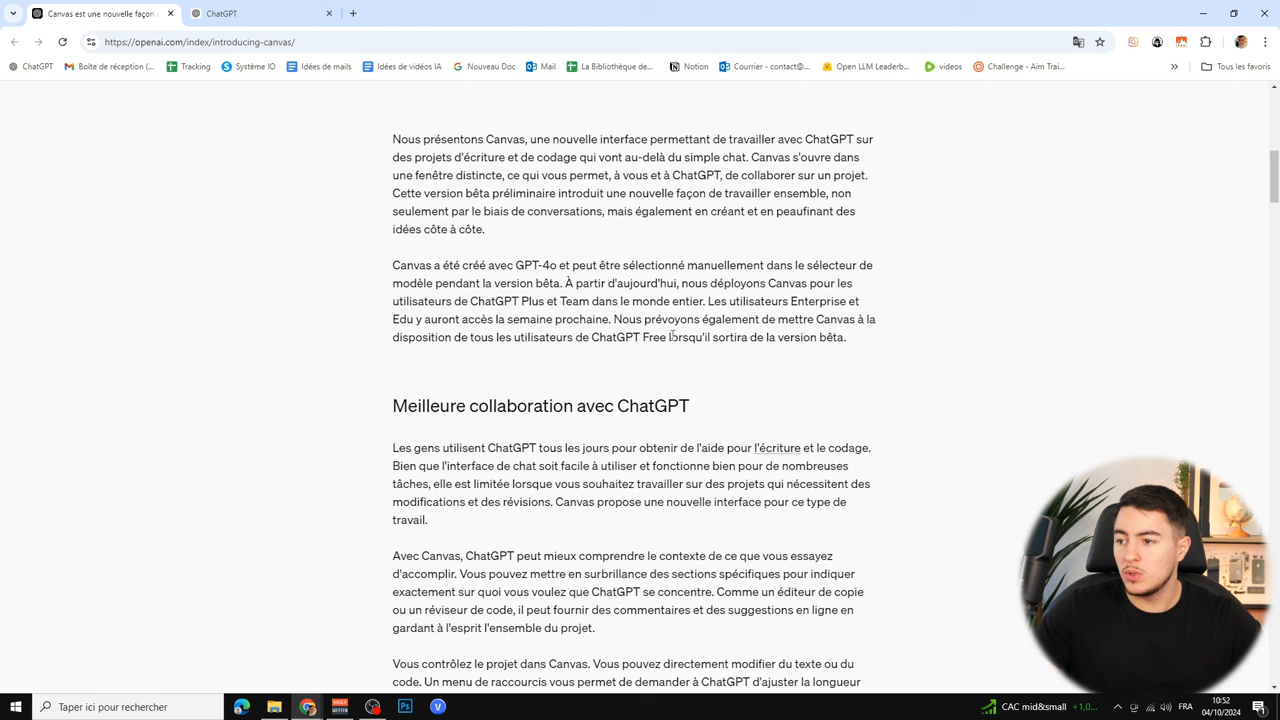 Canvas est une nouvelle façon
ChatGPT
https://openai.com/index/introducing-canvas/
ChatGPT
Boîte de réception (...
Tracking
Système IO
Idées de mails
Idées de vidéos IA
Nouveau Doc
Mail
La Bibliothèque de...
Notion
Courrier - contact@...
Open LLM Leaderb...
videos
Challenge - Aim Trai...
»
Tous les favoris
Nous présentons Canvas, une nouvelle interface permettant de travailler avec ChatGPT sur
des projets d'écriture et de codage qui vont au-delà du simple chat. Canvas s'ouvre dans
une fenêtre distincte, ce qui vous permet, à vous et à ChatGPT, de collaborer sur un projet.
Cette version bêta préliminaire introduit une nouvelle façon de travailler ensemble, non
seulement par le biais de conversations, mais également en créant et en peaufinant des
idées côte à côte.
Canvas a été créé avec GPT-4o et peut être sélectionné manuellement dans le sélecteur de
modèle pendant la version bêta. À partir d'aujourd'hui, nous déployons Canvas pour les
utilisateurs de ChatGPT Plus et Team dans le monde entier. Les utilisateurs Enterprise et
Edu y auront accès la semaine prochaine. Nous prévoyons également de mettre Canvas à la
disposition de tous les utilisateurs de ChatGPT Free lorsqu'il sortira de la version bêta.
Meilleure collaboration avec ChatGPT
Les gens utilisent ChatGPT tous les jours pour obtenir de l'aide pour l'écriture et le codage.
Bien que l'interface de chat soit facile à utiliser et fonctionne bien pour de nombreuses
tâches, elle est limitée lorsque vous souhaitez travailler sur des projets qui nécessitent des
modifications et des révisions. Canvas propose une nouvelle interface pour ce type de
travail.
Avec Canvas, ChatGPT peut mieux comprendre le contexte de ce que vous essayez
d'accomplir. Vous pouvez mettre en surbrillance des sections spécifiques pour indiquer
exactement sur quoi vous voulez que ChatGPT se concentre. Comme un éditeur de copie
ou un réviseur de code, il peut fournir des commentaires et des suggestions en ligne en
gardant à l'esprit l'ensemble du projet.
Vous contrôlez le projet dans Canvas. Vous pouvez directement modifier du texte ou du
code. Un menu de raccourcis vous permet de demander à ChatGPT d'ajuster la longueur
Taper ici pour rechercher
CAC mid&small +1,0...
FRA
10:52
04/10/2024